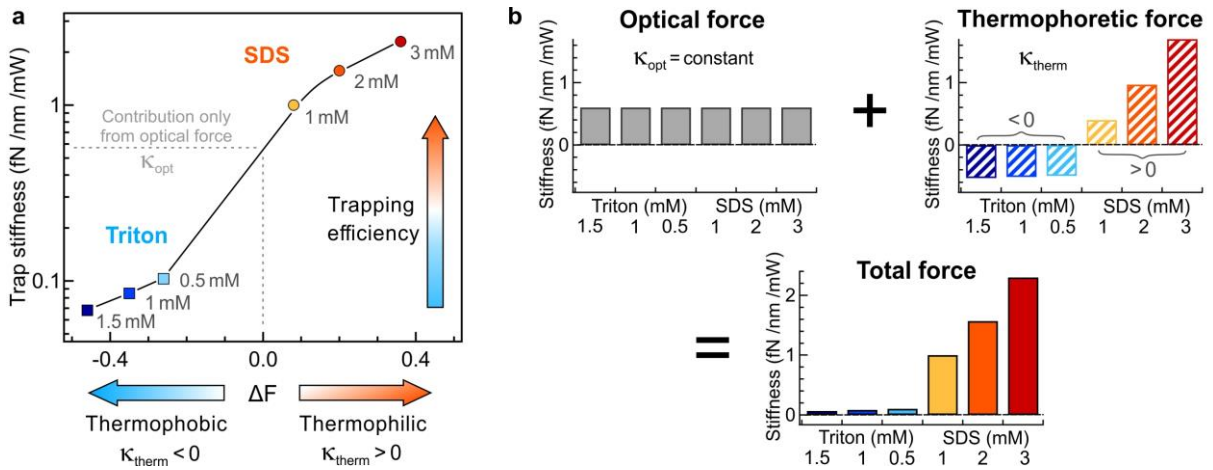 a
Trap stiffness (fN /nm /mW)
1
0.1
SDS
3 mM
2 mM
1 mM
Contribution only
from optical force
κopt
Trapping
efficiency
Triton
0.5 mM
1 mM
1.5 mM
-0.4
0.0
0.4
ΔF
Thermophobic
κtherm < 0
Thermophilic
κtherm > 0
b
Optical force
κopt = constant
Stiffness (fN /nm /mW)
1
0
Triton (mM)
SDS (mM)
1.5 1 0.5 1 2 3
+
Thermophoretic force
κtherm
<0
>0
Stiffness (fN /nm /mW)
1
0
Triton (mM)
SDS (mM)
1.5 1 0.5 1 2 3
=
Total force
Stiffness (fN /nm /mW)
2
1
0
Triton (mM)
SDS (mM)
1.5 1 0.5 1 2 3